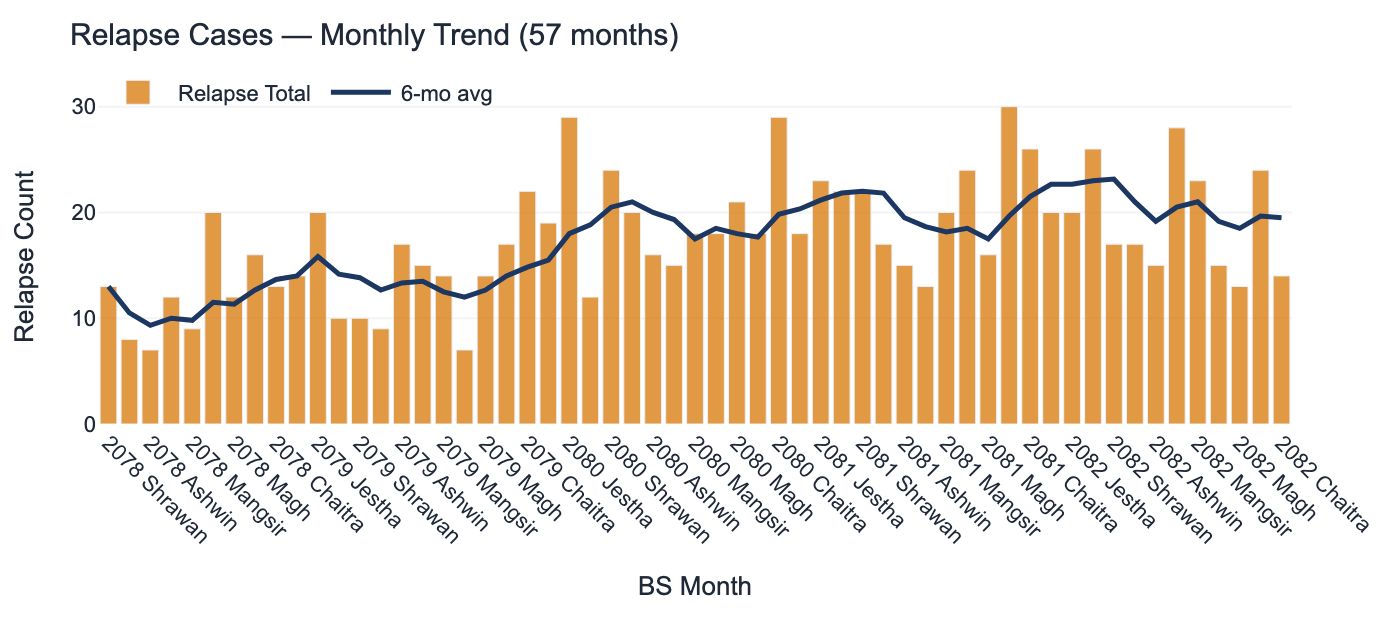 Relapse Cases — Monthly Trend (57 months)
Relapse Total
6-mo avg
Relapse Count
30
20
10
0
2078 Shrawan
2078 Ashwin
2078 Mangsir
2078 Magh
2078 Chaitra
2079 Jestha
2079 Shrawan
2079 Ashwin
2079 Mangsir
2079 Magh
2079 Chaitra
2080 Jestha
2080 Shrawan
2080 Ashwin
2080 Mangsir
2080 Magh
2080 Chaitra
2081 Jestha
2081 Shrawan
2081 Ashwin
2081 Mangsir
2081 Magh
2081 Chaitra
2082 Jestha
2082 Shrawan
2082 Ashwin
2082 Mangsir
2082 Magh
2082 Chaitra
BS Month